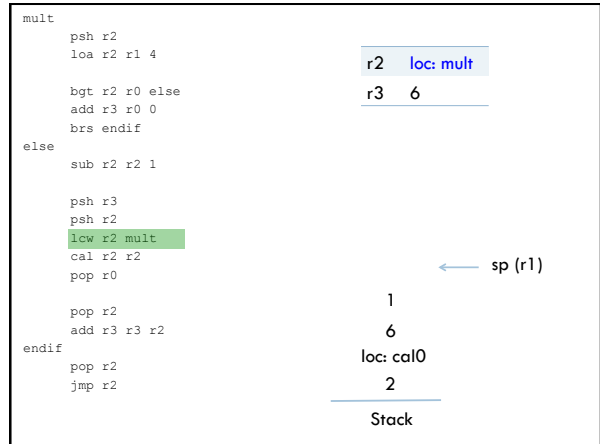 mult
psh r2
loa r2 r1 4
bgt r2 r0 else
add r3 r0 0
brs endif
else
sub r2 r2 1
psh r3
psh r2
lcw r2 mult
cal r2 r2
pop r0
pop r2
add r3 r3 r2
endif
pop r2
jmp r2
r2 loc: mult
r3 6
sp (r1)
1
6
loc: cal0
2
Stack